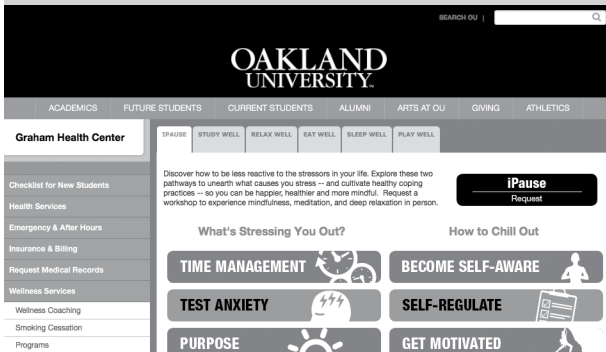 SEARCH OU |
OAKLAND
UNIVERSITY™
ACADEMICS FUTURE STUDENTS CURRENT STUDENTS ALUMNI ARTS AT OU GIVING ATHLETICS
Graham Health Center
IPAUSE STUDY WELL RELAX WELL EAT WELL SLEEP WELL PLAY WELL
Checklist for New Students
Health Services
Emergency & After Hours
Insurance & Billing
Request Medical Records
Wellness Services
Wellness Coaching
Smoking Cessation
Programs
Discover how to be less reactive to the stressors in your life. Explore these two
pathways to unearth what causes you stress -- and cultivate healthy coping
practices -- so you can be happier, healthier and more mindful. Request a
workshop to experience mindfulness, meditation, and deep relaxation in person.
iPause
Request
What's Stressing You Out?
TIME MANAGEMENT
TEST ANXIETY
PURPOSE
How to Chill Out
BECOME SELF-AWARE
SELF-REGULATE
GET MOTIVATED